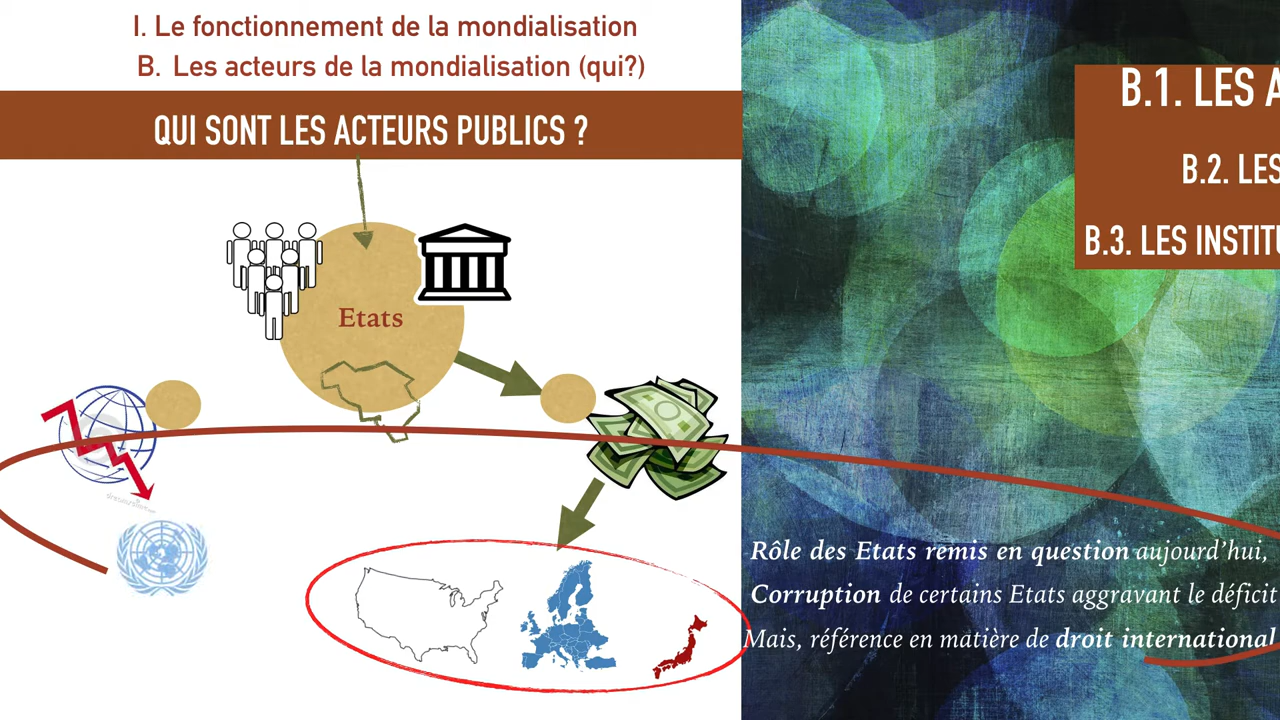 I. Le fonctionnement de la mondialisation
B. Les acteurs de la mondialisation (qui?)
QUI SONT LES ACTEURS PUBLICS ?
Etats
B.1. LES
B.2. LES
B.3. LES
Rôle des Etats remis en question aujourd'hui,
Corruption de certains Etats aggravant le déficit
Mais, référence en matière de droit international